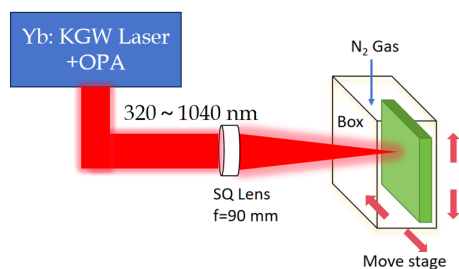 Yb: KGW Laser
+OPA
N₂ Gas
320 ~ 1040 nm
Box
SQ Lens
f=90 mm
Move stage